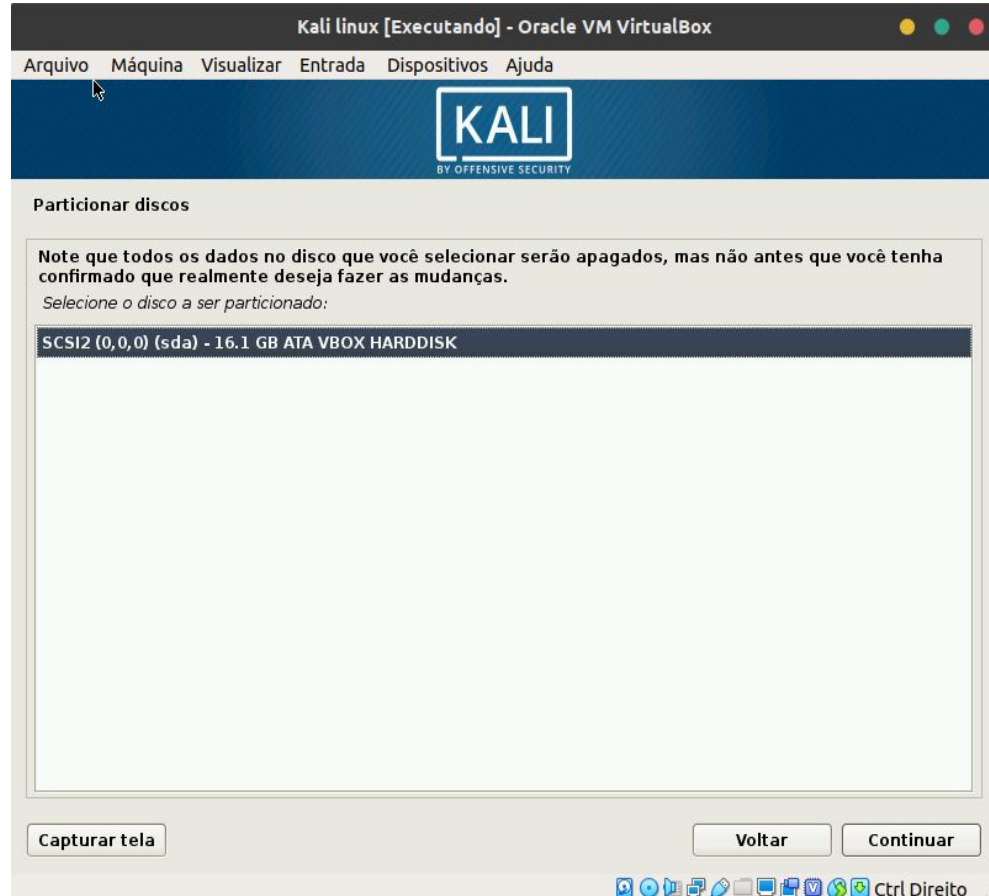 Kali linux [Executando] - Oracle VM VirtualBox
Arquivo Máquina Visualizar Entrada Dispositivos Ajuda
KALI
BY OFFENSIVE SECURITY
Particionar discos
Note que todos os dados no disco que você selecionar serão apagados, mas não antes que você tenha
confirmado que realmente deseja fazer as mudanças.
Selecione o disco a ser particionado:
SCSI2 (0,0,0) (sda) - 16.1 GB ATA VBOX HARDDISK
Capturar tela Voltar Continuar
Ctrl Direito